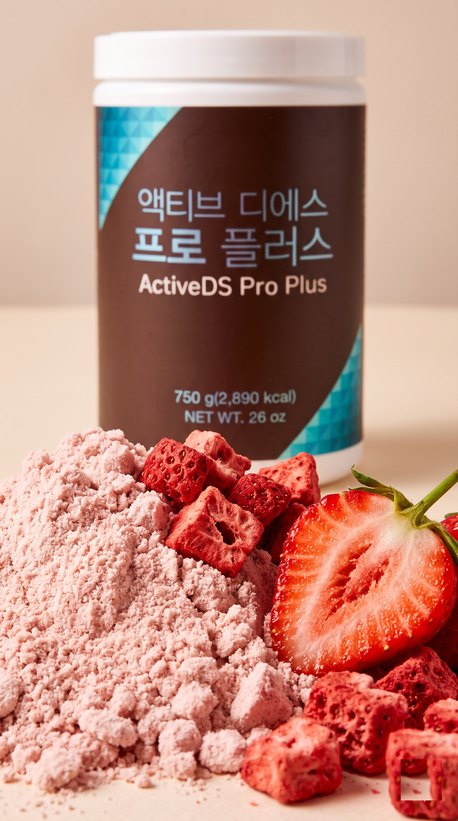 액티브 디에스
프로 플러스
ActiveDS Pro Plus
750 g(2,890 kcal)
NET WT. 26 oz